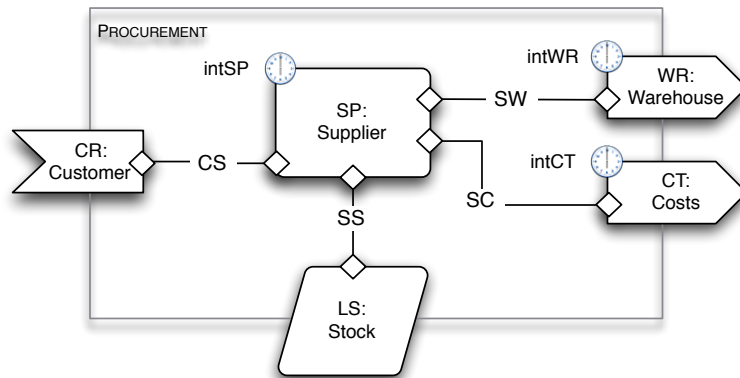 PROCUREMENT
intSP
intWR
WR:
Warehouse
SP:
Supplier
SW
CR:
Customer
CS
intCT
CT:
Costs
SC
SS
LS:
Stock